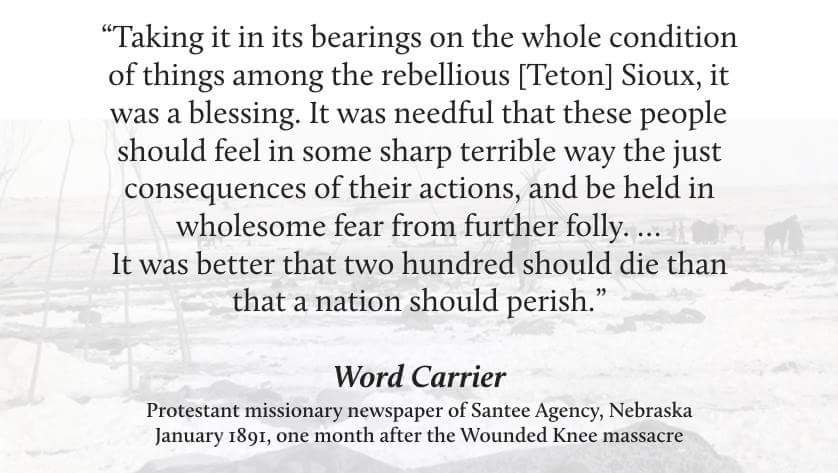 “Taking it in its bearings on the whole condition
of things among the rebellious [Teton] Sioux, it
was a blessing. It was needful that these people
should feel in some sharp terrible way the just
consequences of their actions, and be held in
wholesome fear from further folly. …
It was better that two hundred should die than
that a nation should perish.”
Word Carrier
Protestant missionary newspaper of Santee Agency, Nebraska
January 1891, one month after the Wounded Knee massacre